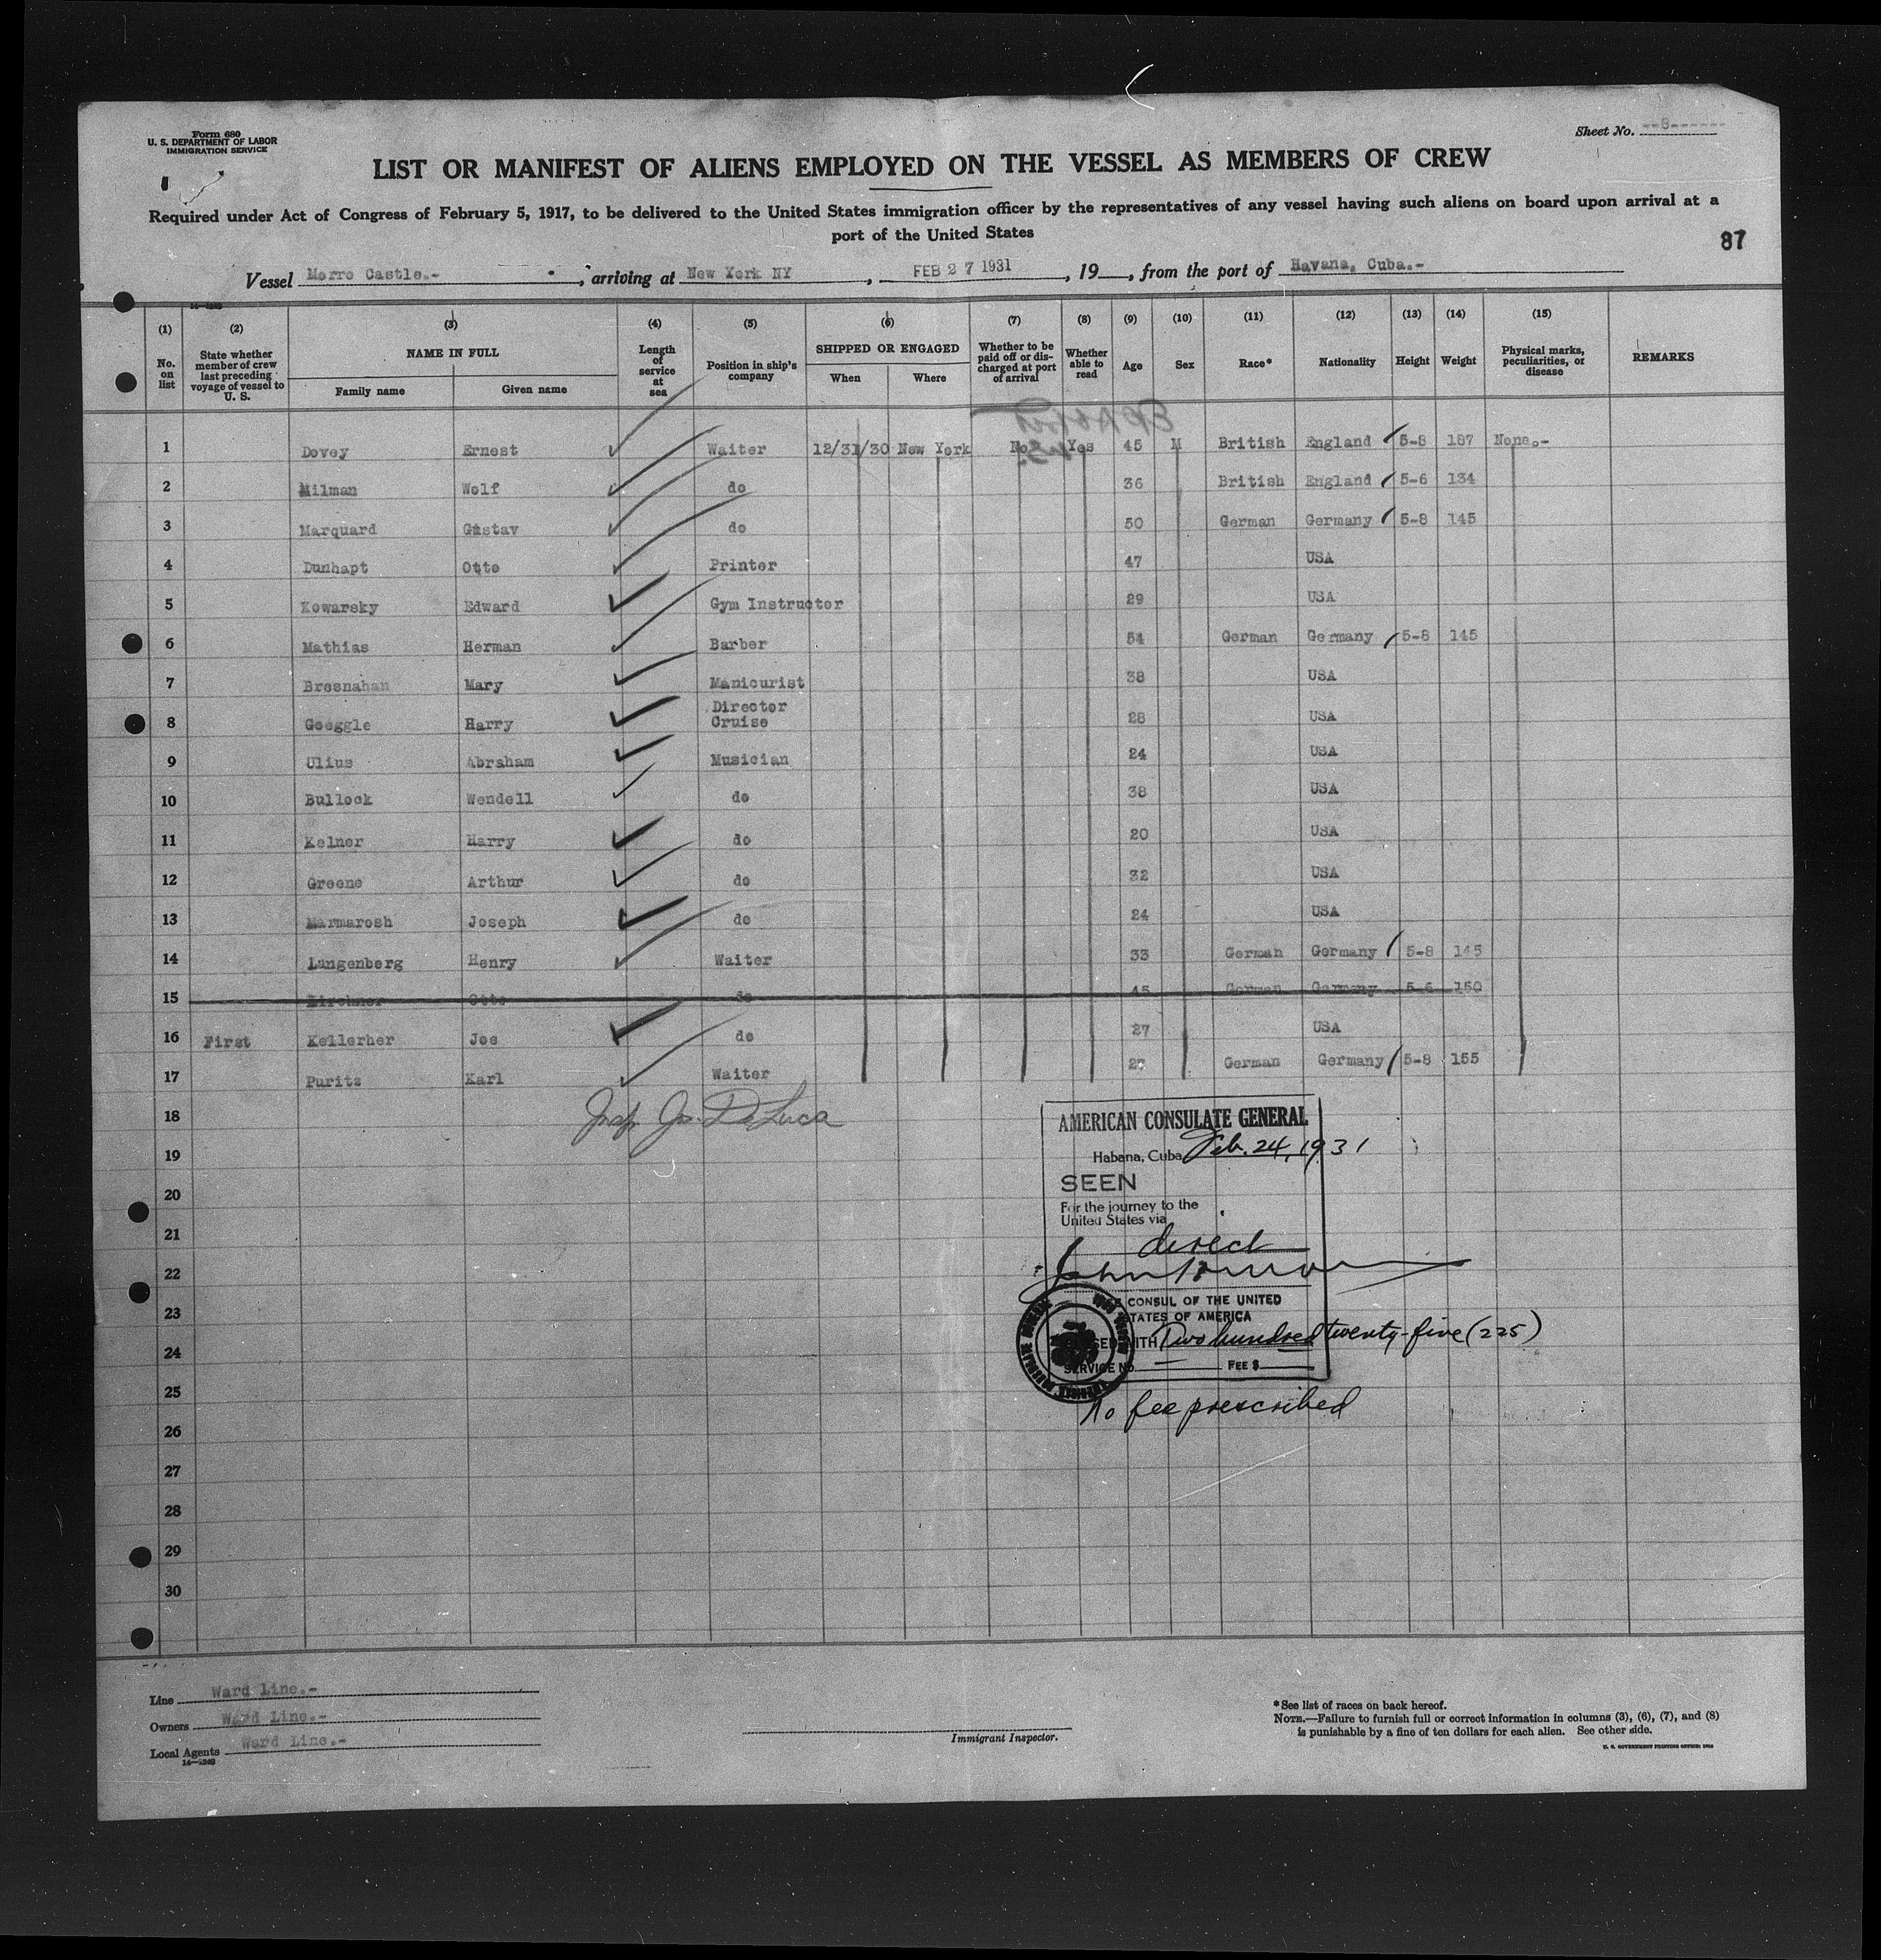 Form 680
U. S. DEPARTMENT OF LABOR
IMMIGRATION SERVICE
Sheet No. --8------
LIST OR MANIFEST OF ALIENS EMPLOYED ON THE VESSEL AS MEMBERS OF CREW
Required under Act of Congress of February 5, 1917, to be delivered to the United States immigration officer by the representatives of any vessel having such aliens on board upon arrival at a
port of the United States
87
Vessel Morro Castle.- , arriving at New York NY , FEB 27 1931 , 19 , from the port of Havana, Cuba.-
(1) (2) (3) (4) (5) (6) (7) (8) (9) (10) (11) (12) (13) (14) (15)
No. on list State whether member of crew last preceding voyage of vessel to U. S. NAME IN FULL Family name Given name Length of service at sea Position in ship's company SHIPPED OR ENGAGED When Where Whether to be paid off or discharged at port of arrival Whether able to read Age Sex Race* Nationality Height Weight Physical marks, peculiarities, or disease REMARKS
1 Dovey Ernest Waiter 12/31/30 New York No Yes 45 M British England 5-8 187 None.-
2 Milman Wolf do 36 British England 5-6 134
3 Marquard Gustav do 50 German Germany 5-8 145
4 Dunhapt Otto Printer 47 USA
5 Kowarsky Edward Gym Instructor 29 USA
6 Mathias Herman Barber 54 German Germany 5-8 145
7 Bresnahan Mary Manicurist 38 USA
8 Goeggle Harry Director Cruise 28 USA
9 Ulius Abraham Musician 24 USA
10 Bullock Wendell do 38 USA
11 Kelner Harry do 20 USA
12 Greene Arthur do 32 USA
13 Marmarosh Joseph do 24 USA
14 Langenberg Henry Waiter 33 German Germany 5-8 145
15 Kirchner Otto do 45 German Germany 5-6 150
16 First Kellerher Joe do 27 USA
17 Puritz Karl Waiter 27 German Germany 5-8 155
18
Insp. Jos. DeLuca
19
20
21
22
23
24
25
26
27
28
29
30
AMERICAN CONSULATE GENERAL
Habana, Cuba Feb. 24, 1931
SEEN
For the journey to the
United States via
direct
CONSUL OF THE UNITED
STATES OF AMERICA
WITH Two hundred twenty-five (225)
SERVICE No. — FEE $
No fee prescribed
Line Ward Line.-
Owners Ward Line.-
Local Agents Ward Line.-
14—1240
Immigrant Inspector.
*See list of races on back hereof.
NOTE.—Failure to furnish full or correct information in columns (3), (6), (7), and (8)
is punishable by a fine of ten dollars for each alien. See other side.